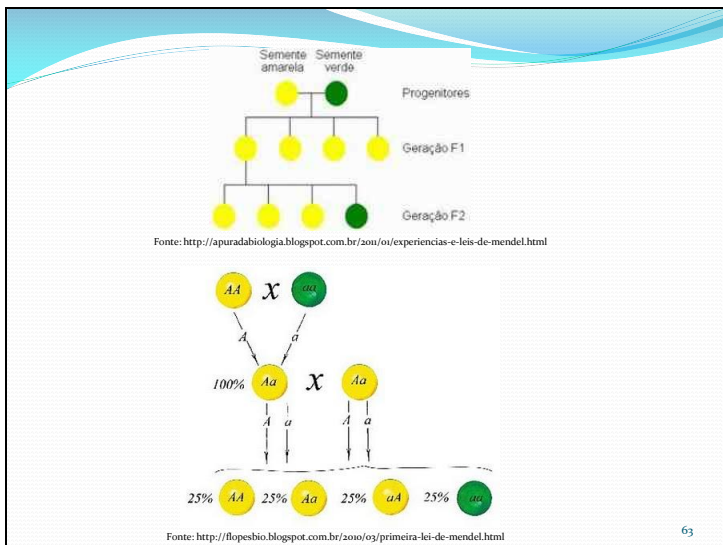 Semente Semente
amarela verde
Progenitores
Geração F1
Geração F2
Fonte: http://apuradabiologia.blogspot.com.br/2011/01/experiencias-e-leis-de-mendel.html
AA X aa
A a
100% Aa X Aa
A a A a
25% AA 25% Aa 25% aA 25% aa
Fonte: http://flopesbio.blogspot.com.br/2010/03/primeira-lei-de-mendel.html
63